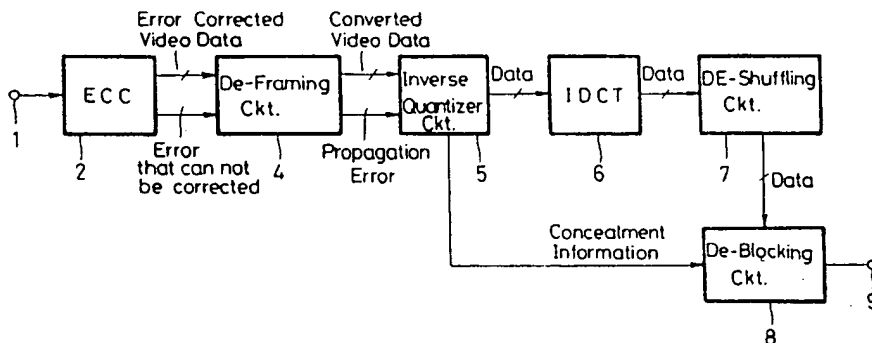 Error Corrected
Video Data
Converted
Video Data
ECC
De-Framing
Ckt.
Inverse
Quantizer
Ckt.
Data
IDCT
Data
DE-Shuffling
Ckt.
1
2
Error
that can not
be corrected
4
Propagation
Error
5
6
7
Data
Concealment
Information
De-Blocking
Ckt.
8
9